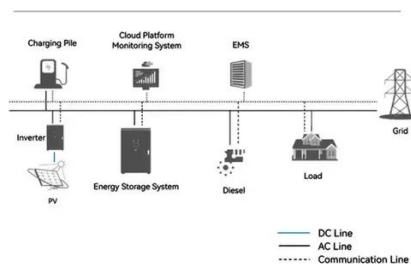 Charging Pile
Cloud Platform
Monitoring System
EMS
Grid
Inverter
PV
Energy Storage System
Diesel
Load
DC Line
AC Line
Communication Line